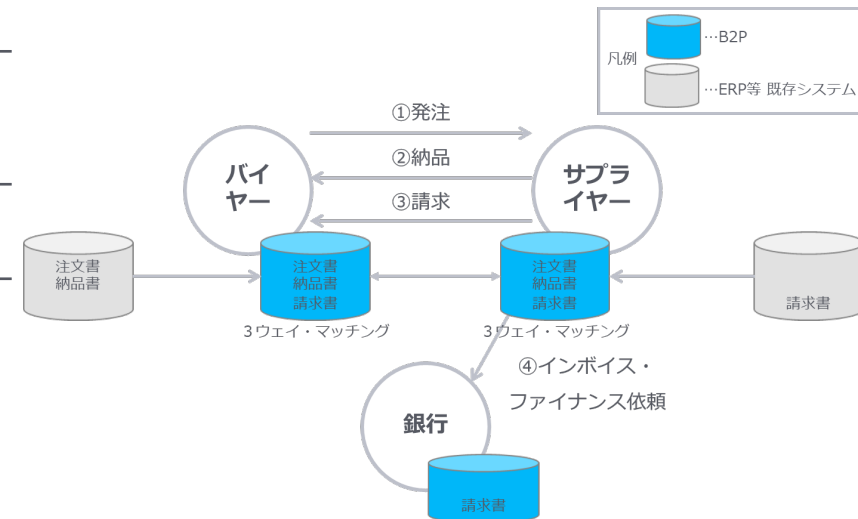 …B2P
凡例
…ERP等 既存システム
①発注
②納品
③請求
バイ
ヤー
サプラ
イヤー
注文書
納品書
注文書
納品書
請求書
注文書
納品書
請求書
請求書
3ウェイ・マッチング
3ウェイ・マッチング
④インボイス・
ファイナンス依頼
銀行
請求書